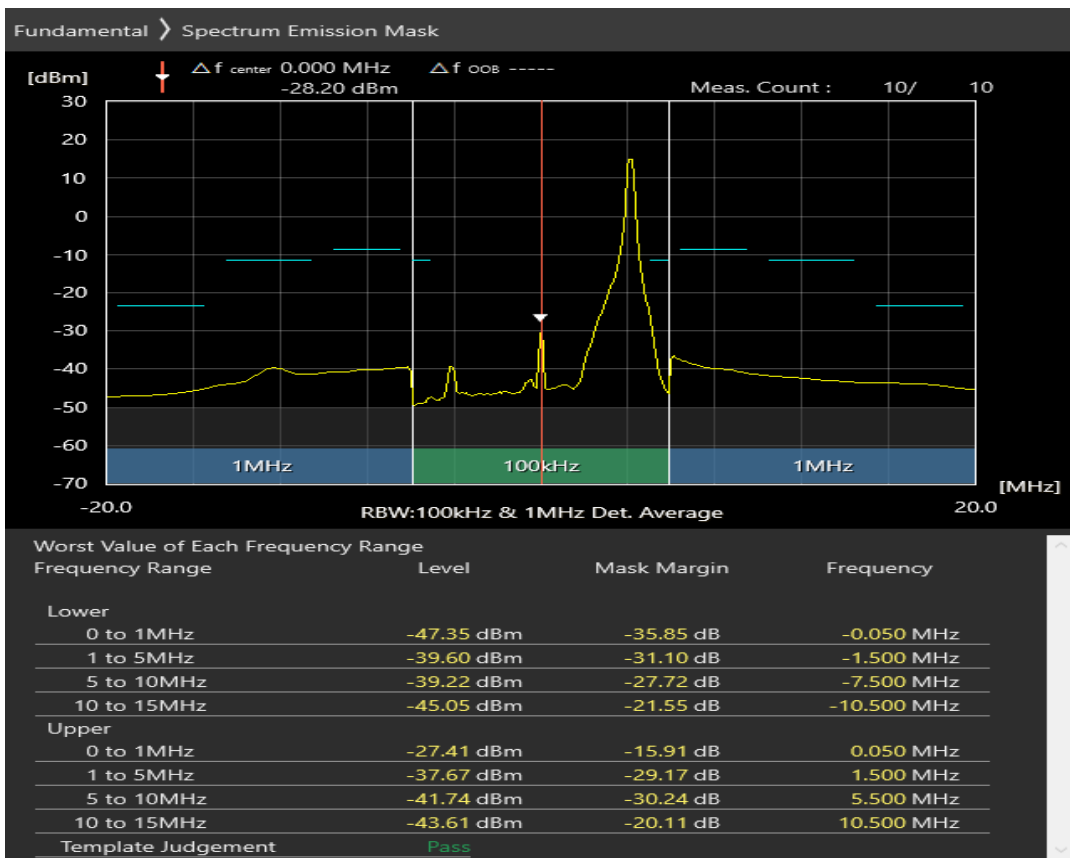 Fundamental ❭ Spectrum Emission Mask
[dBm] △f center 0.000 MHz △f OOB -----
-28.20 dBm Meas. Count : 10/ 10
30
20
10
0
-10
-20
-30
-40
-50
-60
-70
1MHz 100kHz 1MHz
[MHz]
-20.0 RBW:100kHz & 1MHz Det. Average 20.0
Worst Value of Each Frequency Range
Frequency Range Level Mask Margin Frequency
Lower
0 to 1MHz -47.35 dBm -35.85 dB -0.050 MHz
1 to 5MHz -39.60 dBm -31.10 dB -1.500 MHz
5 to 10MHz -39.22 dBm -27.72 dB -7.500 MHz
10 to 15MHz -45.05 dBm -21.55 dB -10.500 MHz
Upper
0 to 1MHz -27.41 dBm -15.91 dB 0.050 MHz
1 to 5MHz -37.67 dBm -29.17 dB 1.500 MHz
5 to 10MHz -41.74 dBm -30.24 dB 5.500 MHz
10 to 15MHz -43.61 dBm -20.11 dB 10.500 MHz
Template Judgement Pass